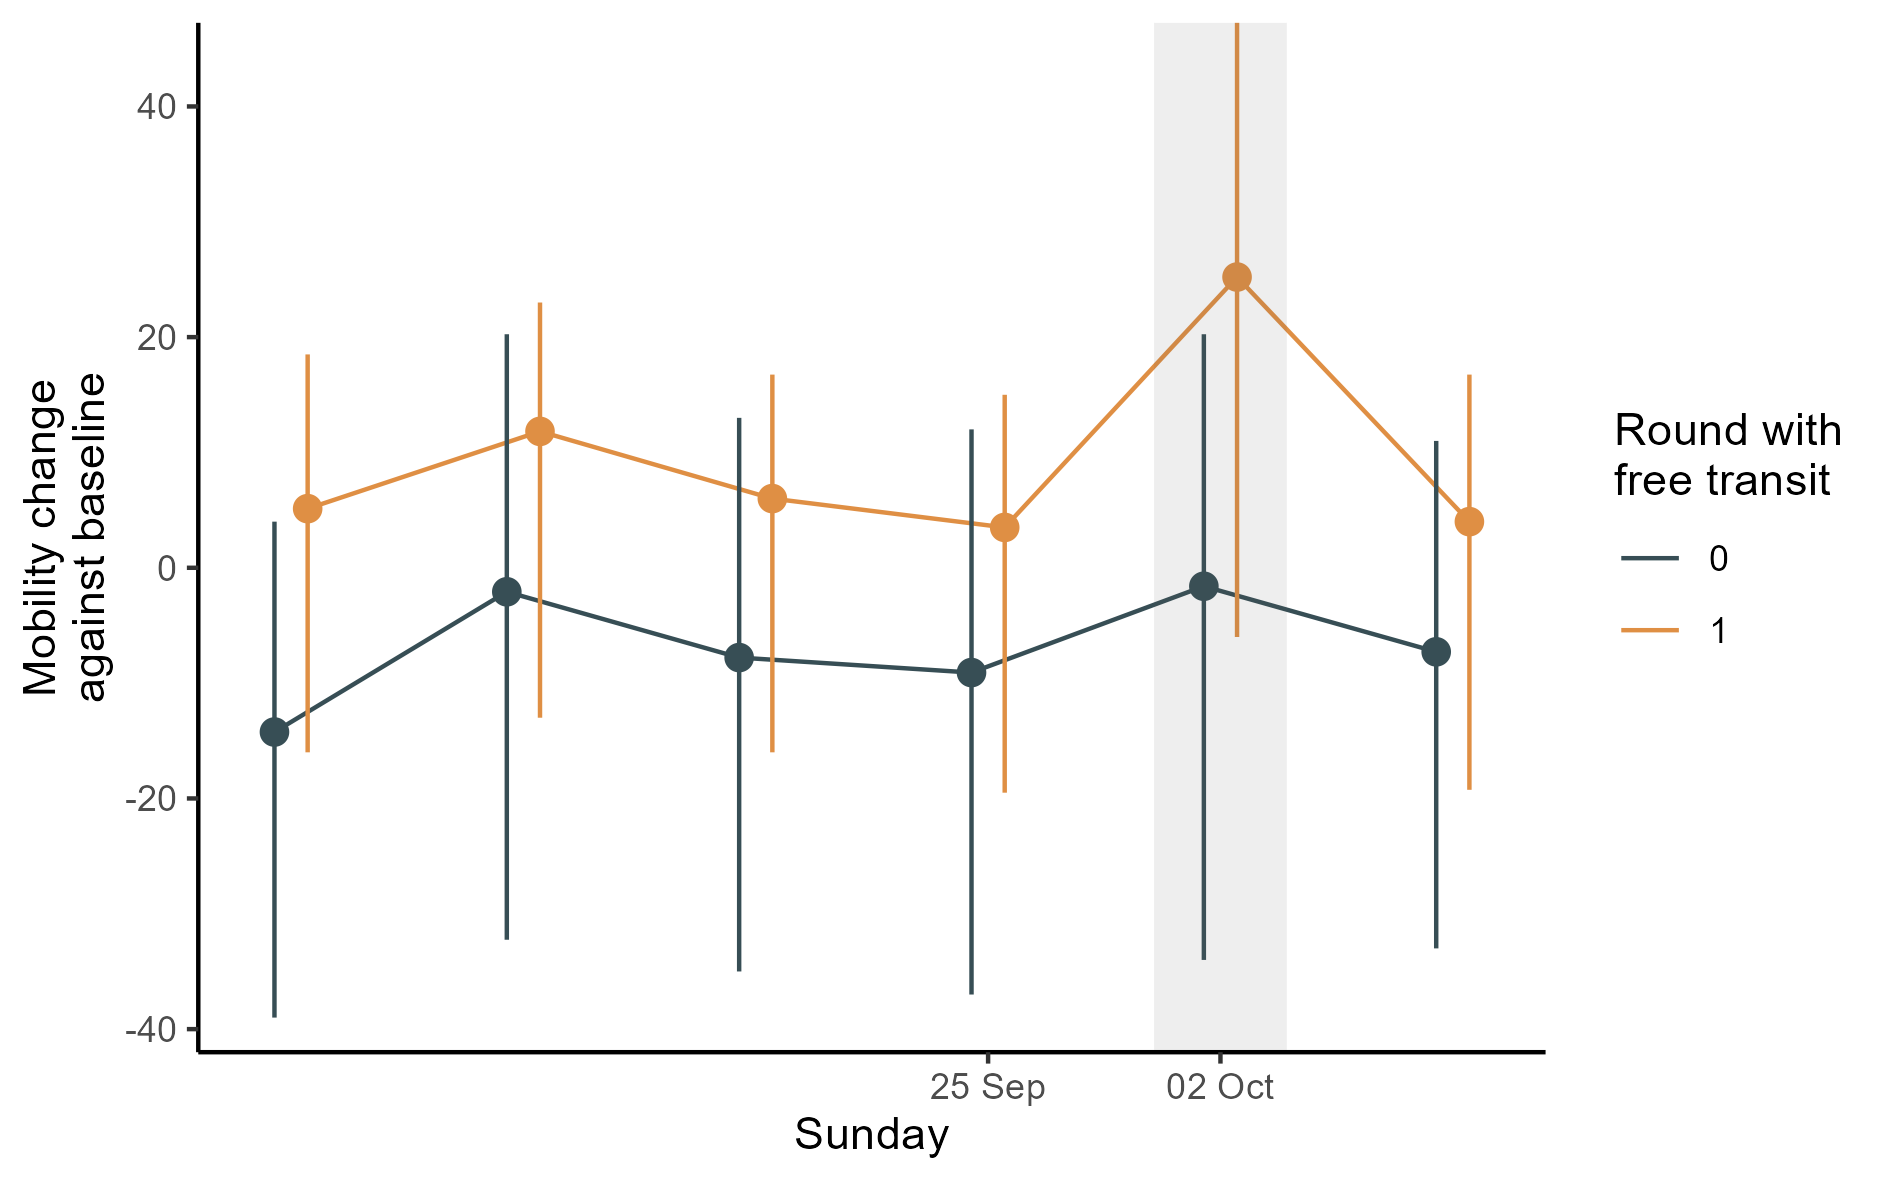 Mobility change
against baseline
40
20
0
-20
-40
25 Sep
02 Oct
Sunday
Round with
free transit
0
1